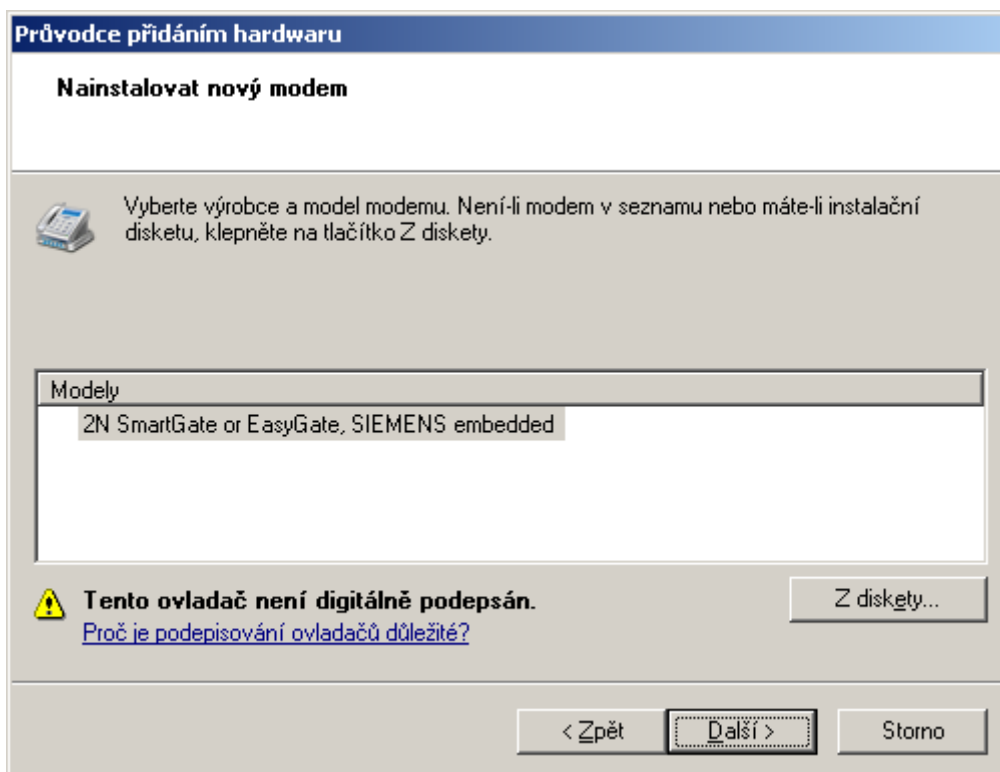 Průvodce přidáním hardwaru
Nainstalovat nový modem
Vyberte výrobce a model modemu. Není-li modem v seznamu nebo máte-li instalační
disketu, klepněte na tlačítko Z diskety.
Modely
2N SmartGate or EasyGate, SIEMENS embedded
Tento ovladač není digitálně podepsán.
Z diskety...
Proč je podepisování ovladačů důležité?
< Zpět
Další >
Storno